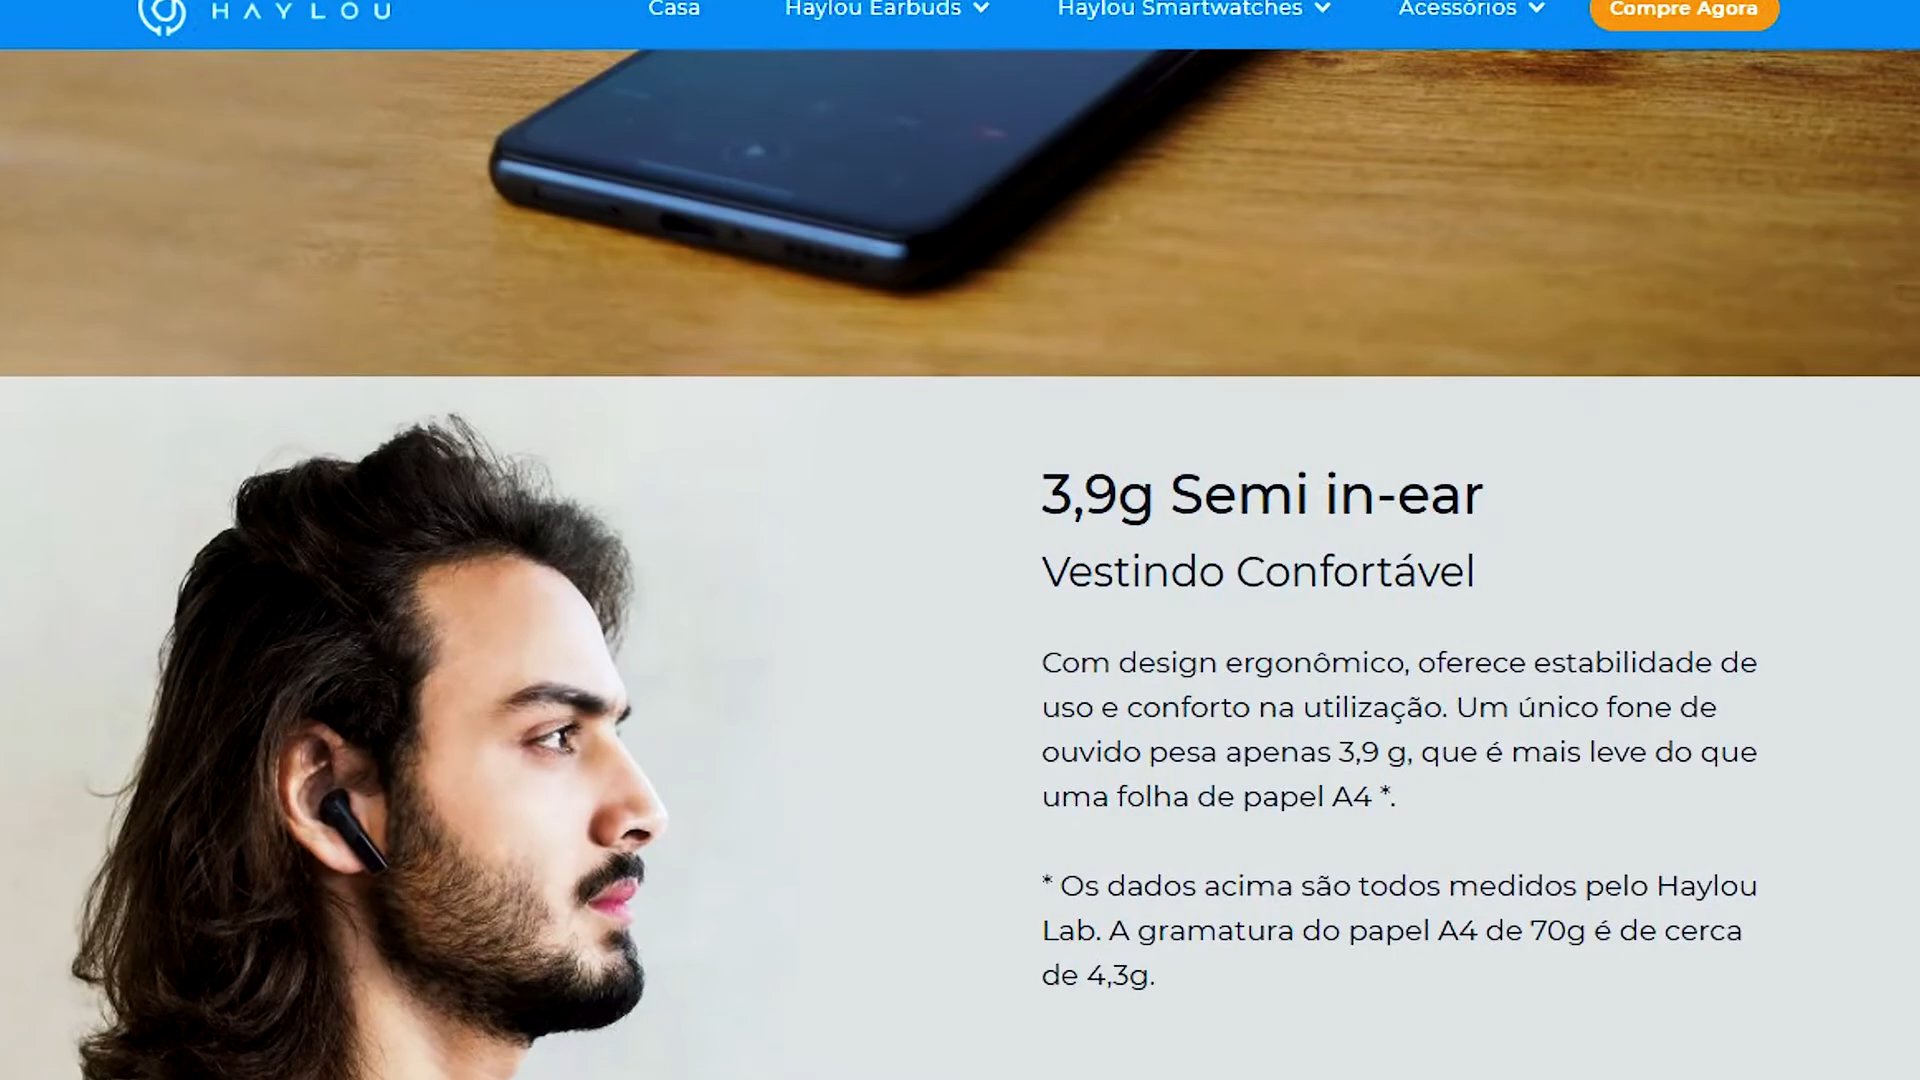 HAYLOU
Casa
Haylou Earbuds
Haylou Smartwatches
Acessórios
Compre Agora
3,9g Semi in-ear
Vestindo Confortável
Com design ergonômico, oferece estabilidade de
uso e conforto na utilização. Um único fone de
ouvido pesa apenas 3,9 g, que é mais leve do que
uma folha de papel A4 *.
* Os dados acima são todos medidos pelo Haylou
Lab. A gramatura do papel A4 de 70g é de cerca
de 4,3g.